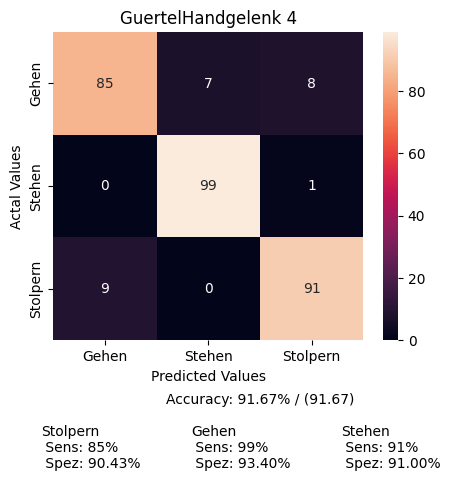 GuertelHandgelenk 4
Gehen 85 7 8
Stehen 0 99 1
Stolpern 9 0 91
Actal Values
Gehen Stehen Stolpern
Predicted Values
80
60
40
20
0
Accuracy: 91.67% / (91.67)
Stolpern Gehen Stehen
Sens: 85% Sens: 99% Sens: 91%
Spez: 90.43% Spez: 93.40% Spez: 91.00%